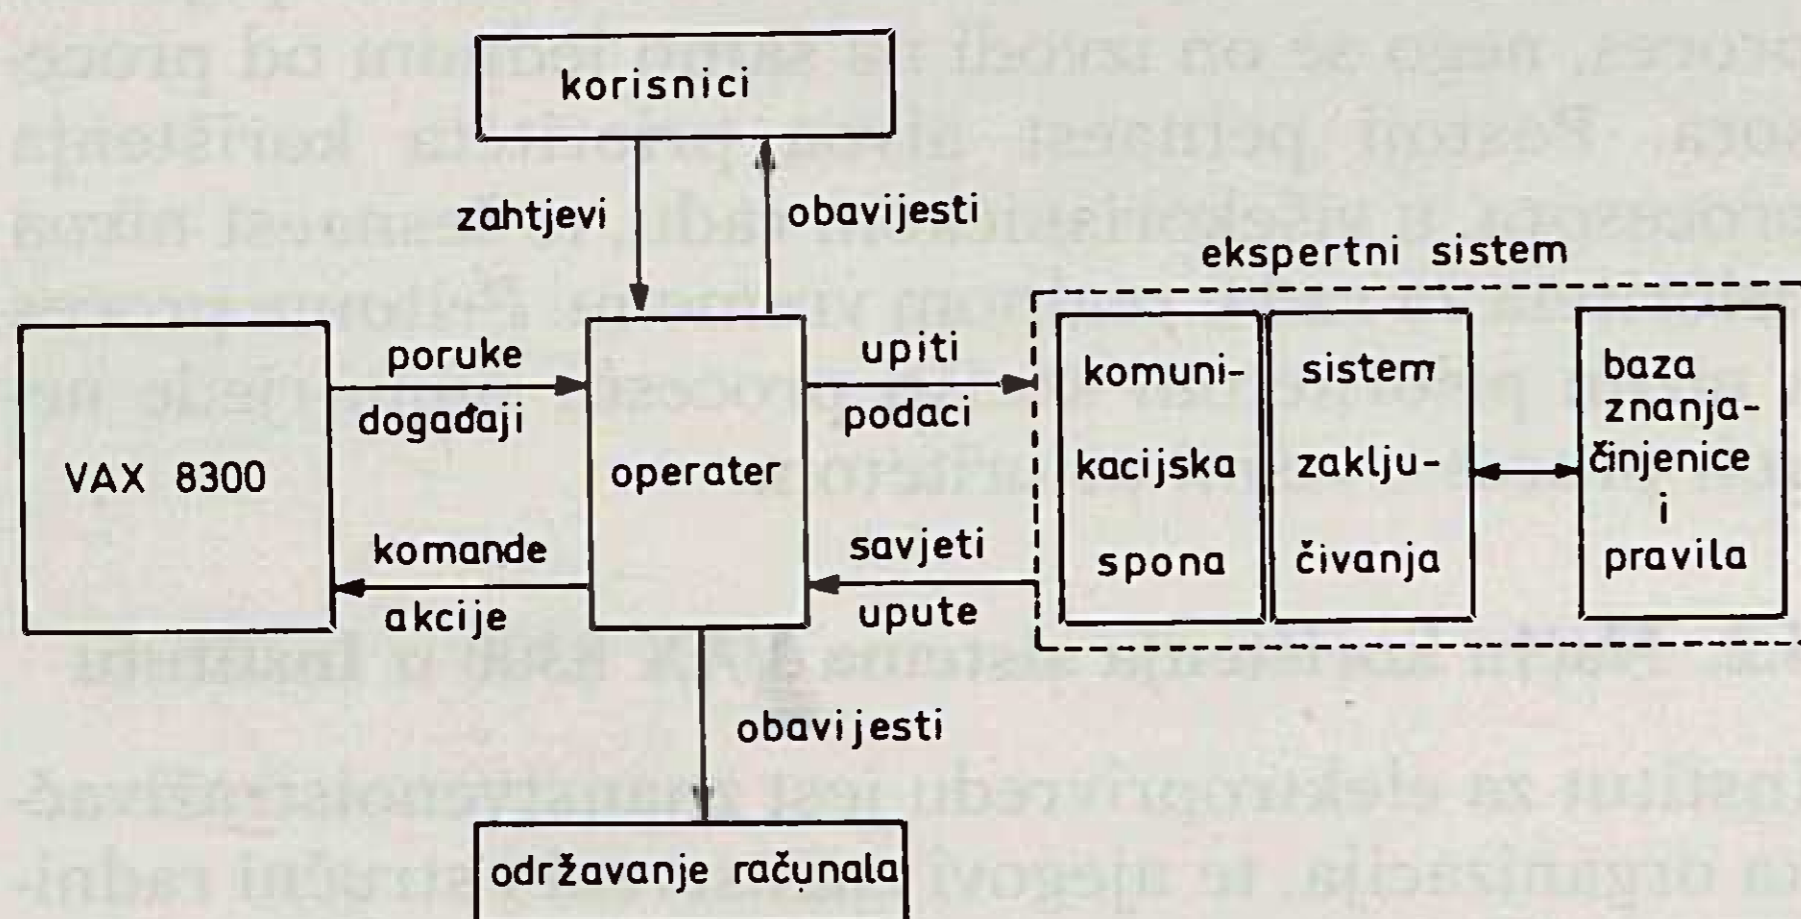 korisnici
zahtjevi
obavijesti
ekspertni sistem
VAX 8300
poruke
događaji
komande
akcije
operater
upiti
podaci
savjeti
upute
komuni-
kacijska
spona
sistem
zaklju-
čivanja
baza
znanja-
činjenice
i
pravila
obavijesti
održavanje računala